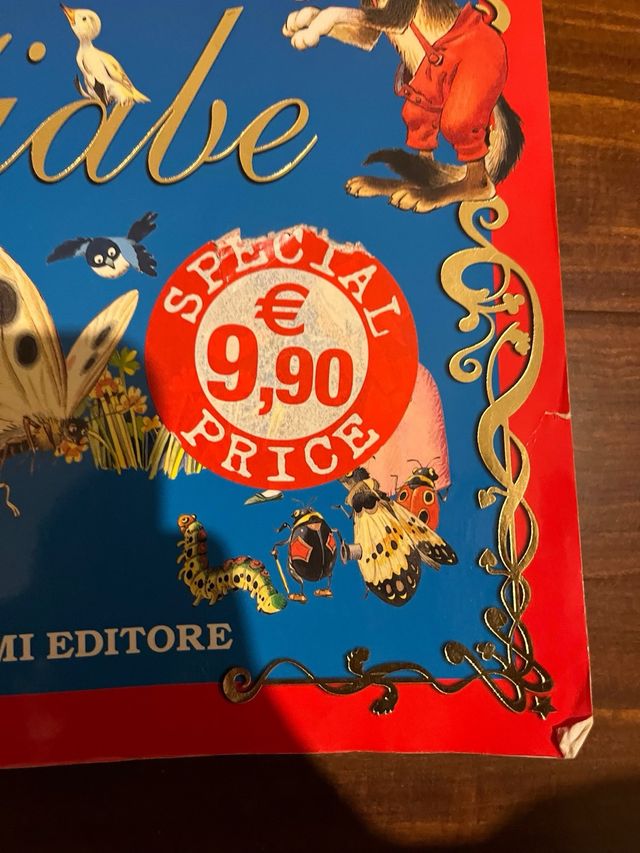 iabe
SPECIAL
€
9,90
PRICE
MI EDITORE